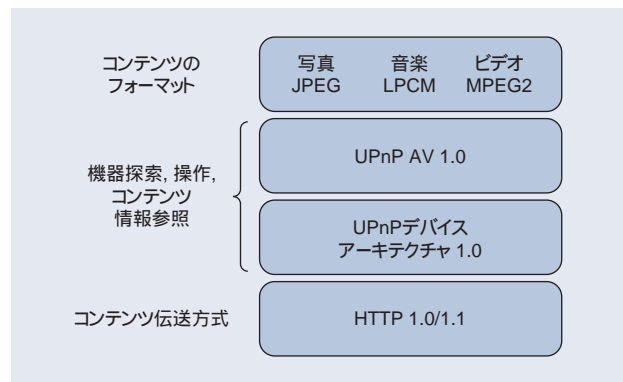 コンテンツの
フォーマット
写真 音楽 ビデオ
JPEG LPCM MPEG2
機器探索, 操作,
コンテンツ
情報参照
UPnP AV 1.0
UPnPデバイス
アーキテクチャ 1.0
コンテンツ伝送方式
HTTP 1.0/1.1